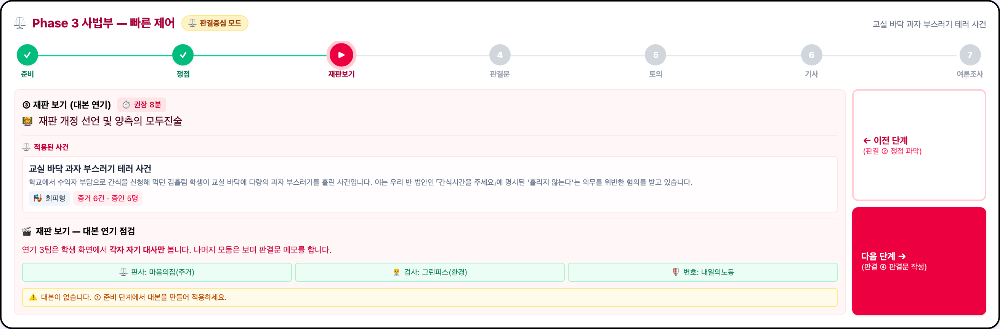 Phase 3 사법부 — 빠른 제어
판결중심 모드
교실 바닥 과자 부스러기 테러 사건
준비
쟁점
재판보기
4
판결문
5
토의
6
기사
7
여론조사
③ 재판 보기 (대본 연기)
권장 8분
재판 개정 선언 및 양측의 모두진술
적용된 사건
교실 바닥 과자 부스러기 테러 사건
학교에서 수익자 부담으로 간식을 신청해 먹던 김흘림 학생이 교실 바닥에 다량의 과자 부스러기를 흘린 사건입니다. 이는 우리 반 법안인 「간식시간을 주세요」에 명시된 '흘리지 않는다'는 의무를 위반한 혐의를 받고 있습니다.
회피형
증거 6건 · 증인 5명
재판 보기 — 대본 연기 점검
연기 3팀은 학생 화면에서 각자 자기 대사만 봅니다. 나머지 모둠은 보며 판결문 메모를 합니다.
판사: 마음의집(주거)
검사: 그린피스(환경)
변호: 내일의노동
대본이 없습니다. ① 준비 단계에서 대본을 만들어 적용하세요.
← 이전 단계
(판결 ② 쟁점 파악)
다음 단계 →
(판결 ④ 판결문 작성)